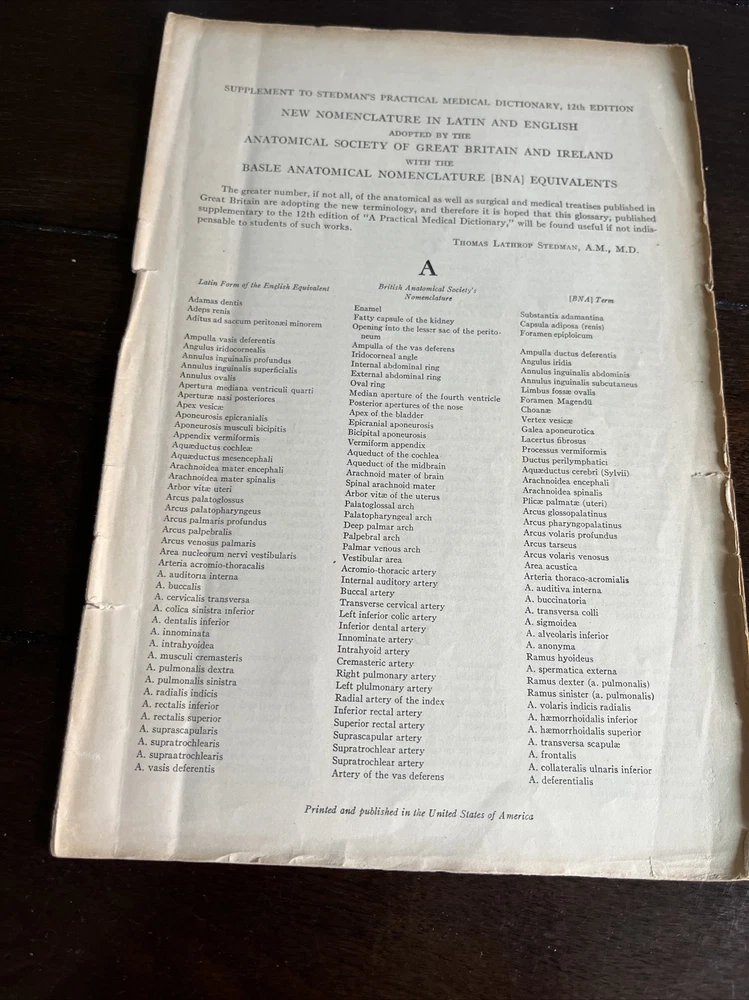 SUPPLEMENT TO STEDMAN'S PRACTICAL MEDICAL DICTIONARY, 12th EDITION
NEW NOMENCLATURE IN LATIN AND ENGLISH
ADOPTED BY THE
ANATOMICAL SOCIETY OF GREAT BRITAIN AND IRELAND
WITH THE
BASLE ANATOMICAL NOMENCLATURE [BNA] EQUIVALENTS
The greater number, if not all, of the anatomical as well as surgical and medical treatises published in
Great Britain are adopting the new terminology, and therefore it is hoped that this glossary, published
supplementary to the 12th edition of "A Practical Medical Dictionary," will be found useful if not indis-
pensable to students of such works.
THOMAS LATHROP STEDMAN, A.M., M.D.
A
Latin Form of the English Equivalent British Anatomical Society's Nomenclature [BNA] Term
Adamas dentis Enamel Substantia adamantina
Adeps renis Fatty capsule of the kidney Capsula adiposa (renis)
Aditus ad saccum peritonæi minorem Opening into the lesser sac of the perito- Foramen epiploicum
neum
Ampulla vasis deferentis Ampulla of the vas deferens Ampulla ductus deferentis
Angulus iridocornealis Iridocorneal angle Angulus iridis
Annulus inguinalis profundus Internal abdominal ring Annulus inguinalis abdominis
Annulus inguinalis superficialis External abdominal ring Annulus inguinalis subcutaneus
Annulus ovalis Oval ring Limbus fossæ ovalis
Apertura mediana ventriculi quarti Median aperture of the fourth ventricle Foramen Magendii
Aperturæ nasi posteriores Posterior apertures of the nose Choanæ
Apex vesicæ Apex of the bladder Vertex vesicæ
Aponeurosis epicranialis Epicranial aponeurosis Galea aponeurotica
Aponeurosis musculi bicipitis Bicipital aponeurosis Lacertus fibrosus
Appendix vermiformis Vermiform appendix Processus vermiformis
Aquæductus cochleæ Aqueduct of the cochlea Ductus perilymphatici
Aquæductus mesencephali Aqueduct of the midbrain Aquæductus cerebri (Sylvii)
Arachnoidea mater encephali Arachnoid mater of brain Arachnoidea encephali
Arachnoidea mater spinalis Spinal arachnoid mater Arachnoidea spinalis
Arbor vitæ uteri Arbor vitæ of the uterus Plicæ palmatæ (uteri)
Arcus palatoglossus Palatoglossal arch Arcus glossopalatinus
Arcus palatopharyngeus Palatopharyngeal arch Arcus pharyngopalatinus
Arcus palmaris profundus Deep palmar arch Arcus volaris profundus
Arcus palpebralis Palpebral arch Arcus tarseus
Arcus venosus palmaris Palmar venous arch Arcus volaris venosus
Area nucleorum nervi vestibularis Vestibular area Area acustica
Arteria acromio-thoracalis Acromio-thoracic artery Arteria thoraco-acromialis
A. auditoria interna Internal auditory artery A. auditiva interna
A. buccalis Buccal artery A. buccinatoria
A. cervicalis transversa Transverse cervical artery A. transversa colli
A. colica sinistra inferior Left inferior colic artery A. sigmoidea
A. dentalis inferior Inferior dental artery A. alveolaris inferior
A. innominata Innominate artery A. anonyma
A. intrahyoidea Intrahyoid artery Ramus hyoideus
A. musculi cremasteris Cremasteric artery A. spermatica externa
A. pulmonalis dextra Right pulmonary artery Ramus dexter (a. pulmonalis)
A. pulmonalis sinistra Left plulmonary artery Ramus sinister (a. pulmonalis)
A. radialis indicis Radial artery of the index A. volaris indicis radialis
A. rectalis inferior Inferior rectal artery A. hæmorrhoidalis inferior
A. rectalis superior Superior rectal artery A. hæmorrhoidalis superior
A. suprascapularis Suprascapular artery A. transversa scapulæ
A. supratrochlearis Supratrochlear artery A. frontalis
A. supraatrochlearis Supratrochlear artery A. collateralis ulnaris inferior
A. vasis deferentis Artery of the vas deferens A. deferentialis
Printed and published in the United States of America